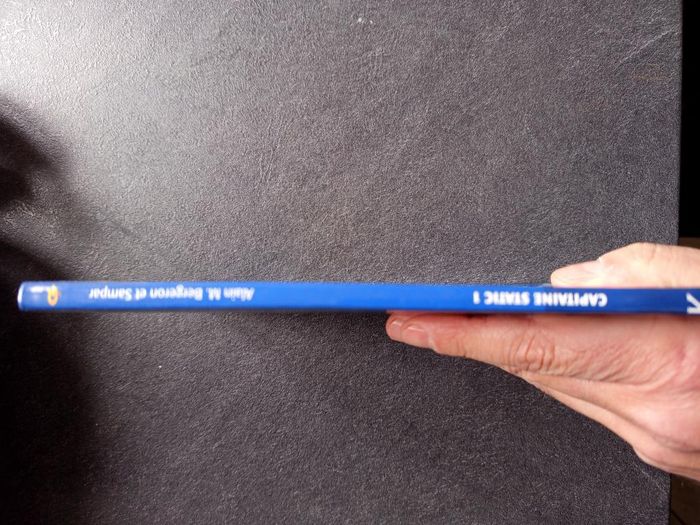 CAPITAINE STATIC 1
Alain M. Bergeron et Sampar